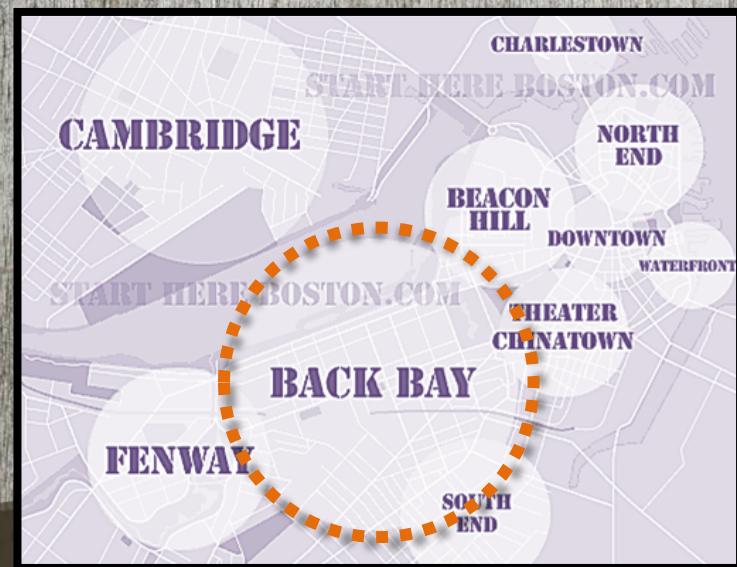 CHARLESTOWN
START HERE BOSTON.COM
CAMBRIDGE
NORTH
END
BEACON
HILL
DOWNTOWN
WATERFRONT
START HERE BOSTON.COM
THEATER
CHINATOWN
BACK BAY
FENWAY
SOUTH
END